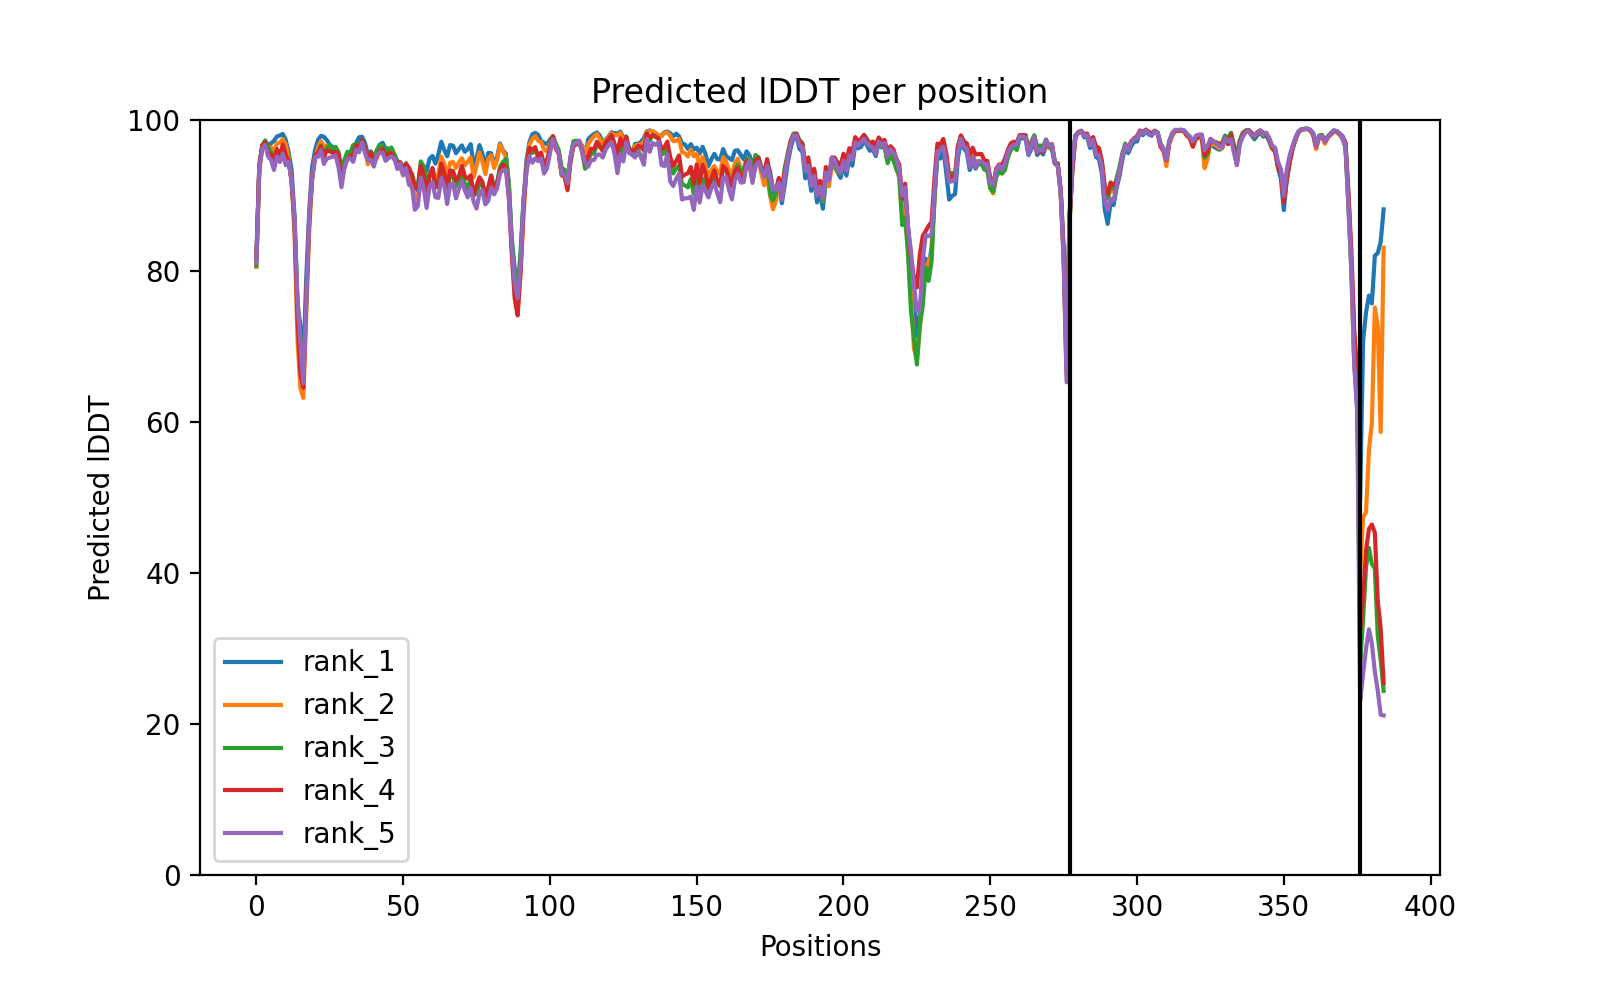 Predicted lDDT per position
100
80
60
40
20
0
Predicted lDDT
rank_1
rank_2
rank_3
rank_4
rank_5
0 50 100 150 200 250 300 350 400
Positions